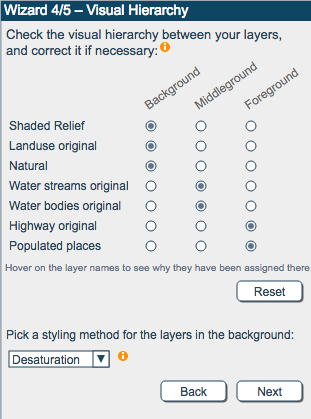 Wizard 4/5 – Visual Hierarchy
Check the visual hierarchy between your layers,
and correct it if necessary:
Background
Middleground
Foreground
Shaded Relief
Landuse original
Natural
Water streams original
Water bodies original
Highway original
Populated places
Hover on the layer names to see why they have been assigned there
Reset
Pick a styling method for the layers in the background:
Desaturation
Back
Next